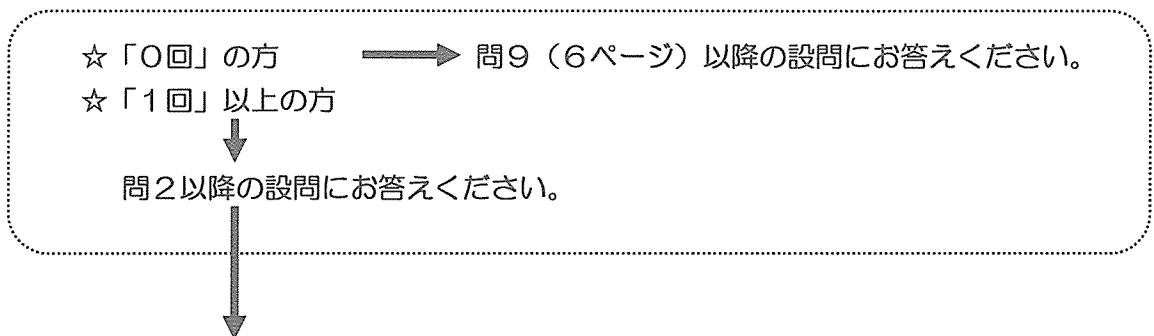 ☆「0回」の方 → 問9(6ページ)以降の設問にお答えください。
☆「1回」以上の方
問2以降の設問にお答えください。